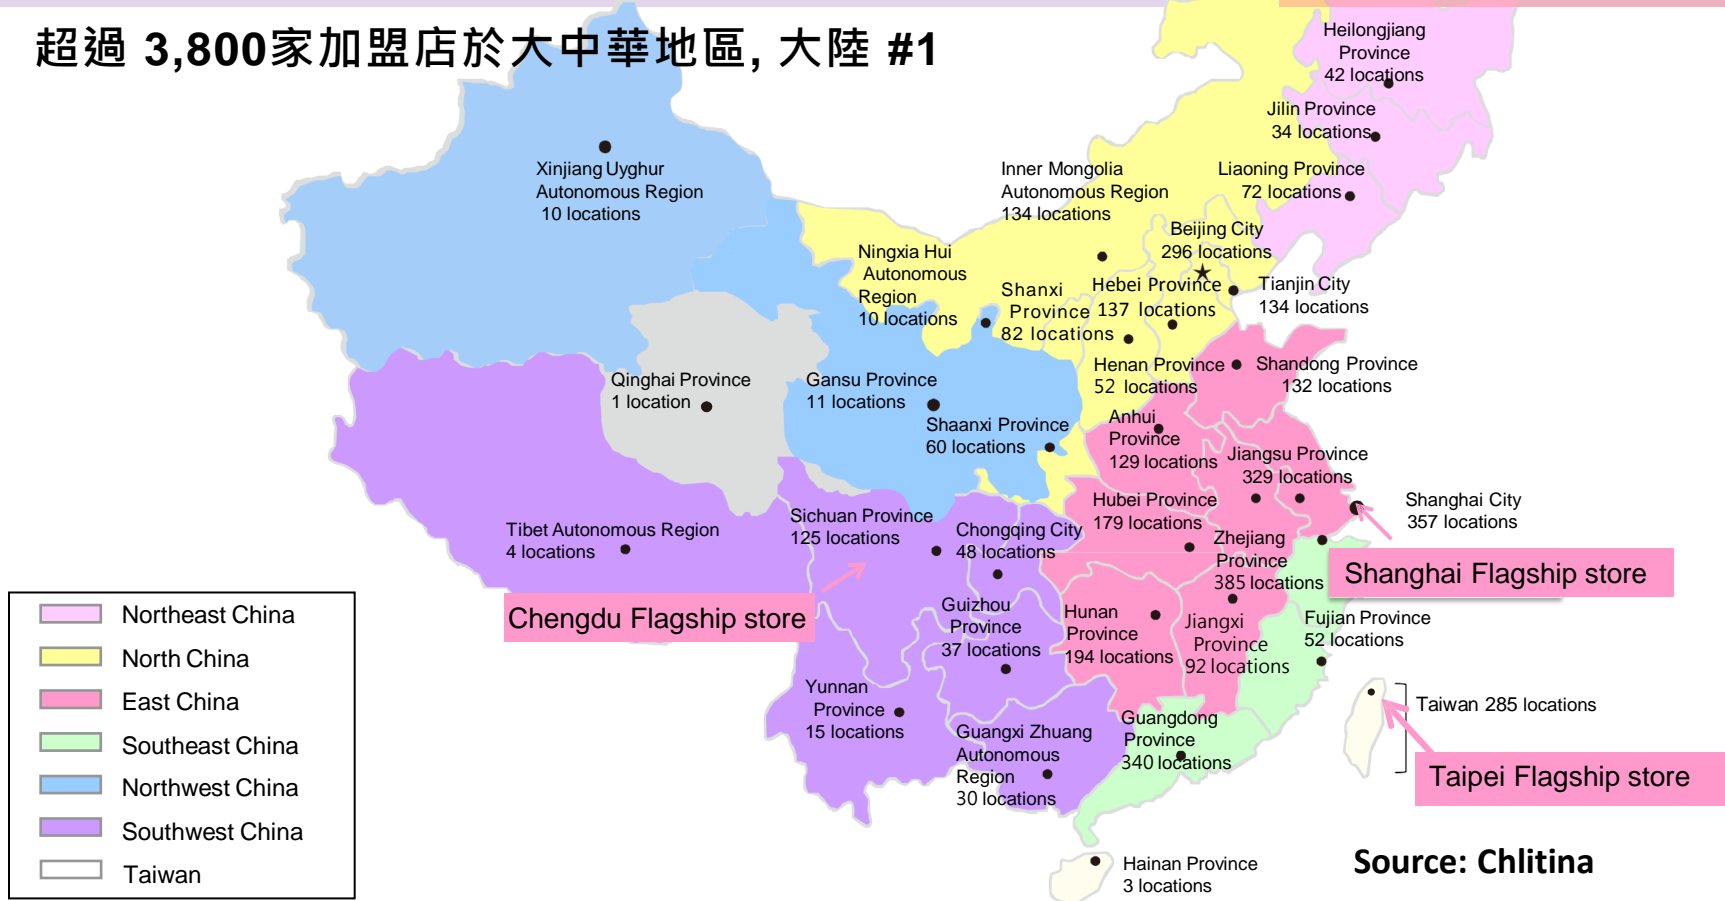 超過 3,800家加盟店於大中華地區, 大陸 #1
Heilongjiang
Province
42 locations
Jilin Province
34 locations
Liaoning Province
72 locations
Xinjiang Uyghur
Autonomous Region
10 locations
Inner Mongolia
Autonomous Region
134 locations
Beijing City
296 locations
Ningxia Hui
Autonomous
Region
10 locations
Shanxi
Province
82 locations
Hebei Province
137 locations
Tianjin City
134 locations
Henan Province
52 locations
Shandong Province
132 locations
Qinghai Province
1 location
Gansu Province
11 locations
Shaanxi Province
60 locations
Anhui
Province
129 locations
Jiangsu Province
329 locations
Hubei Province
179 locations
Shanghai City
357 locations
Tibet Autonomous Region
4 locations
Sichuan Province
125 locations
Chongqing City
48 locations
Zhejiang
Province
385 locations
Shanghai Flagship store
Chengdu Flagship store
Guizhou
Province
37 locations
Hunan
Province
194 locations
Jiangxi
Province
92 locations
Fujian Province
52 locations
Yunnan
Province
15 locations
Guangxi Zhuang
Autonomous
Region
30 locations
Guangdong
Province
340 locations
Taiwan 285 locations
Taipei Flagship store
Hainan Province
3 locations
Northeast China
North China
East China
Southeast China
Northwest China
Southwest China
Taiwan
Source: Chlitina